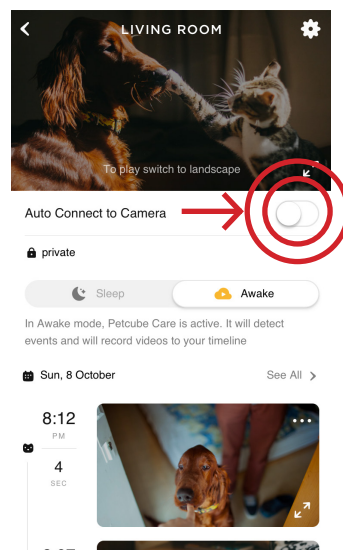 LIVING ROOM
To play switch to landscape
Auto Connect to Camera
private
Sleep
Awake
In Awake mode, Petcube Care is active. It will detect
events and will record videos to your timeline
Sun, 8 October
See All
8:12
PM
4
SEC